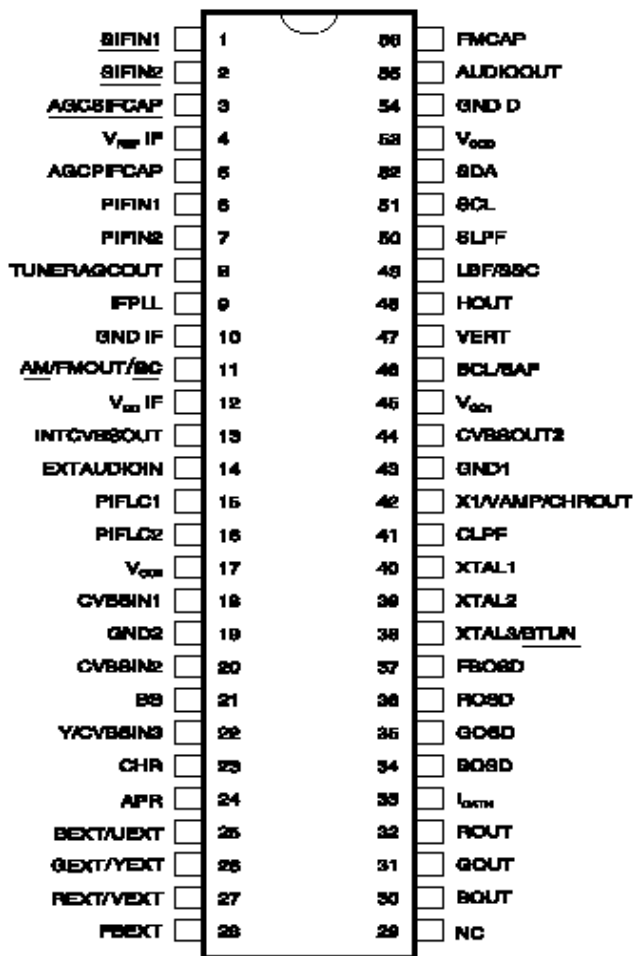 SIFIN1 1 56 FMCAP
SIFIN2 2 55 AUDIOOUT
AGCSIFCAP 3 54 GND D
VREF IF 4 53 VCCD
AGCPIFCAP 5 52 SDA
PIFIN1 6 51 SCL
PIFIN2 7 50 SLPF
TUNERAGCOUT 8 49 LBF/SSC
IFPLL 9 48 HOUT
GND IF 10 47 VERT
AM/FMOUT/SC 11 46 BCL/SAF
VCC IF 12 45 VCC1
INTCVBSOUT 13 44 CVBSOUT2
EXTAUDIOIN 14 43 GND1
PIFLC1 15 42 X1/VAMP/CHROUT
PIFLC2 16 41 CLPF
VCC2 17 40 XTAL1
CVBSIN1 18 39 XTAL2
GND2 19 38 XTAL3/BTUN
CVBSIN2 20 37 FBOSD
BS 21 36 ROSD
Y/CVBSIN3 22 35 GOSD
CHR 23 34 BOSD
APR 24 33 ICATH
BEXT/UEXT 25 32 ROUT
GEXT/YEXT 26 31 GOUT
REXT/VEXT 27 30 BOUT
FBEXT 28 29 NC